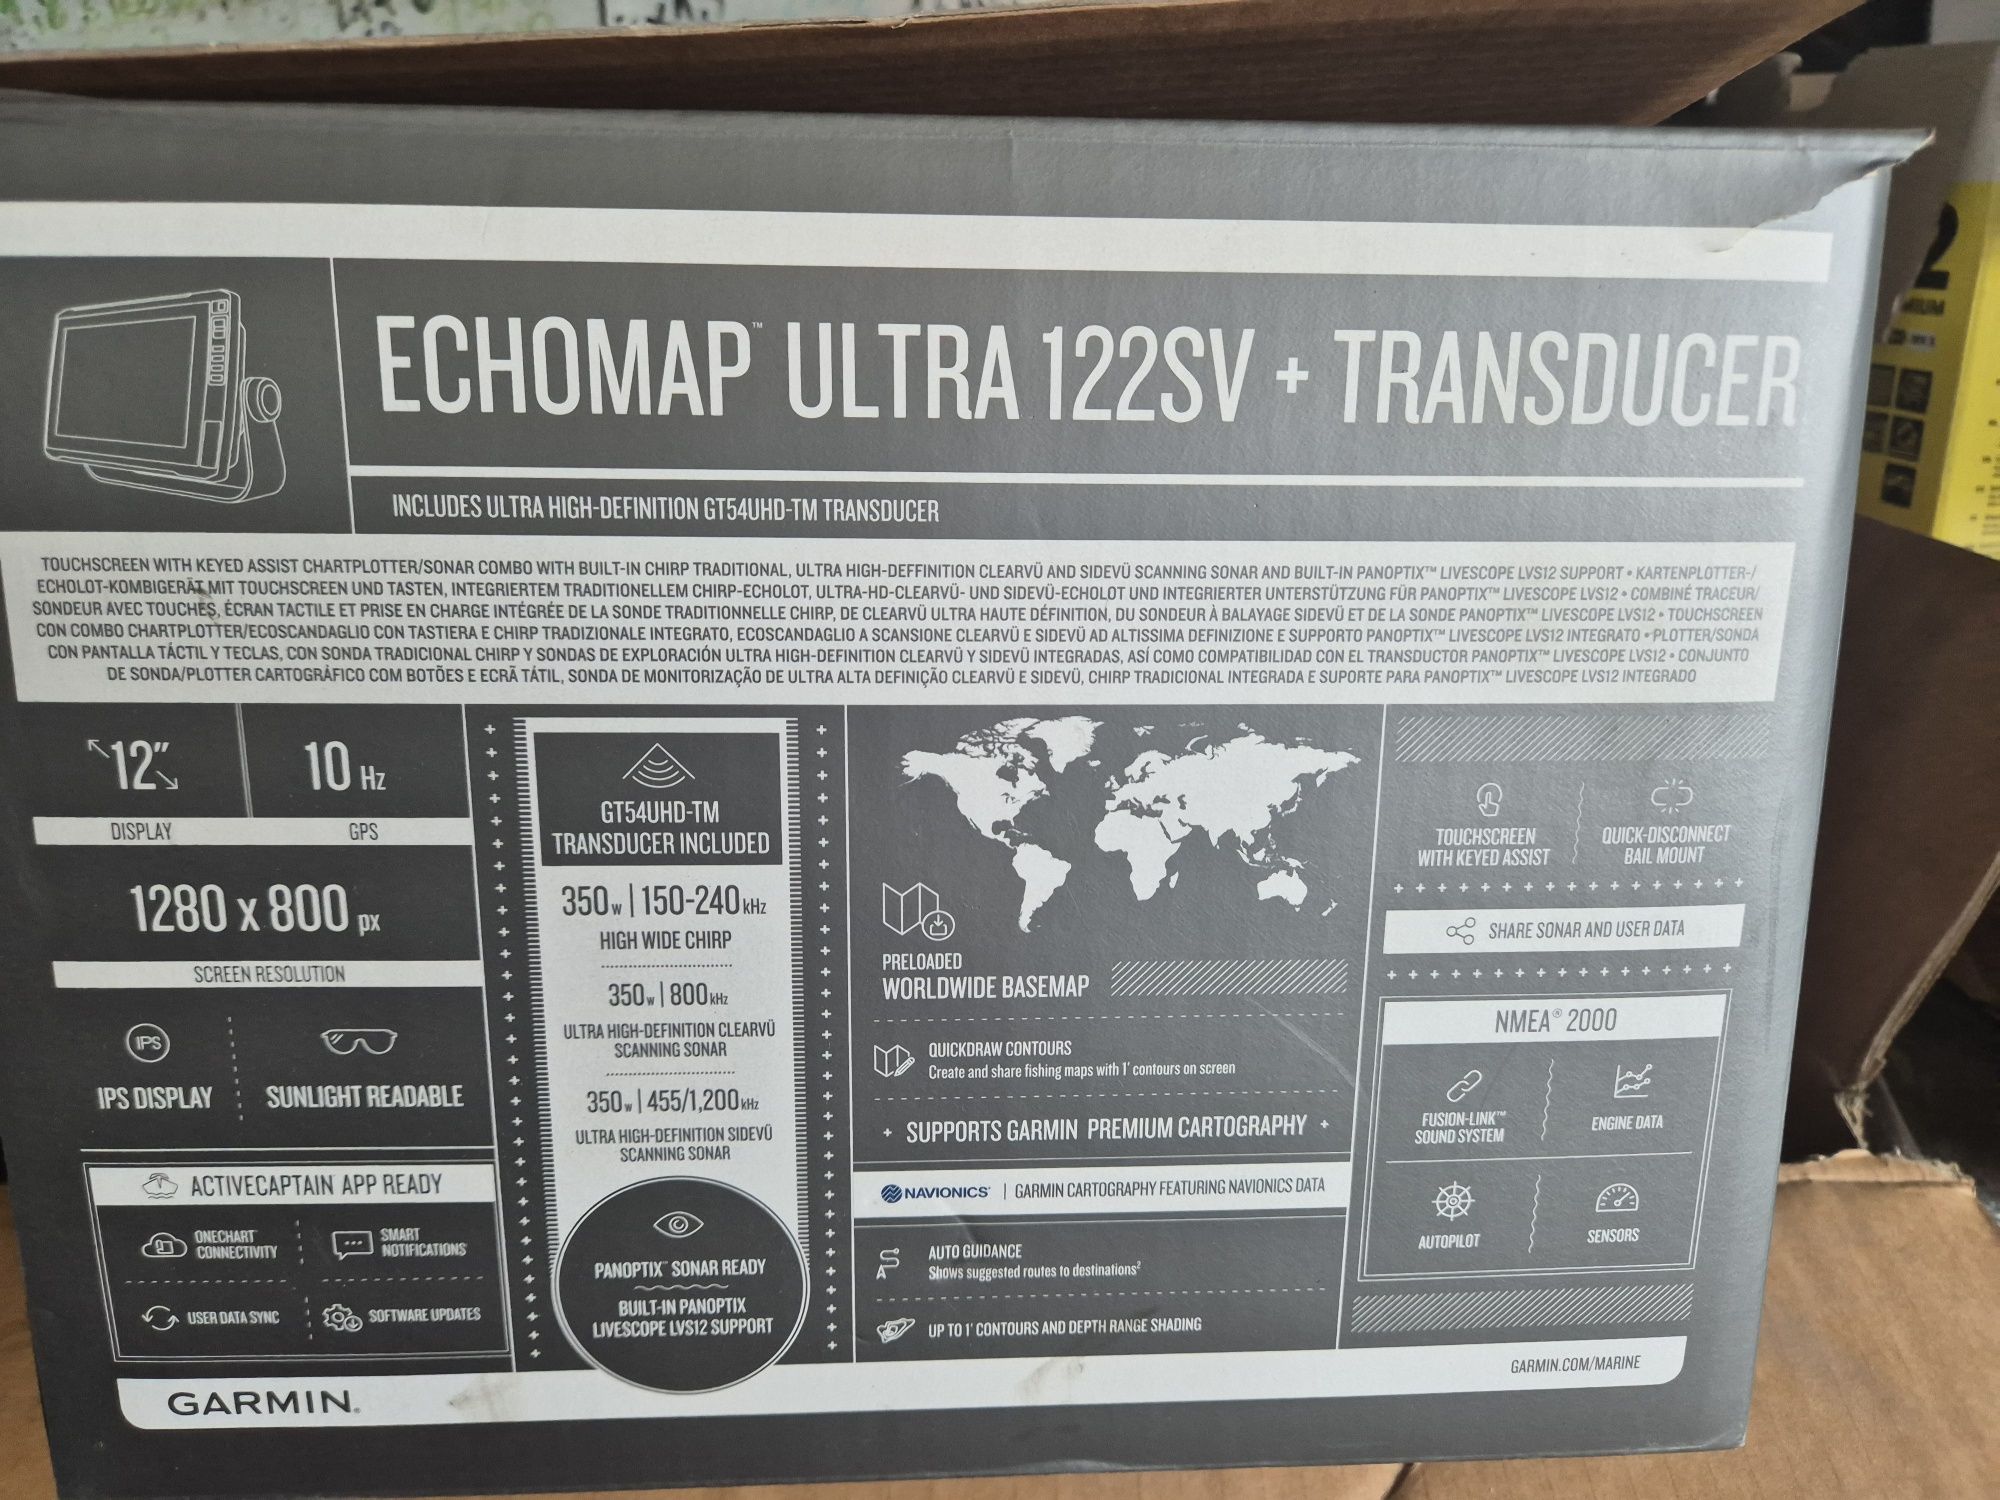 ECHOMAP™ ULTRA 122SV + TRANSDUCER
INCLUDES ULTRA HIGH-DEFINITION GT54UHD-TM TRANSDUCER
TOUCHSCREEN WITH KEYED ASSIST CHARTPLOTTER/SONAR COMBO WITH BUILT-IN CHIRP TRADITIONAL, ULTRA HIGH-DEFFINITION CLEARVÜ AND SIDEVÜ SCANNING SONAR AND BUILT-IN PANOPTIX™ LIVESCOPE LVS12 SUPPORT • KARTENPLOTTER-/
ECHOLOT-KOMBIGERÄT MIT TOUCHSCREEN UND TASTEN, INTEGRIERTEM TRADITIONELLEM CHIRP-ECHOLOT, ULTRA-HD-CLEARVÜ- UND SIDEVÜ-ECHOLOT UND INTEGRIERTER UNTERSTÜTZUNG FÜR PANOPTIX™ LIVESCOPE LVS12 • COMBINÉ TRACEUR/
SONDEUR AVEC TOUCHES, ÉCRAN TACTILE ET PRISE EN CHARGE INTÉGRÉE DE LA SONDE TRADITIONNELLE CHIRP, DE CLEARVÜ ULTRA HAUTE DÉFINITION, DU SONDEUR À BALAYAGE SIDEVÜ ET DE LA SONDE PANOPTIX™ LIVESCOPE LVS12 • TOUCHSCREEN
CON COMBO CHARTPLOTTER/ECOSCANDAGLIO CON TASTIERA E CHIRP TRADIZIONALE INTEGRATO, ECOSCANDAGLIO A SCANSIONE CLEARVÜ E SIDEVÜ AD ALTISSIMA DEFINIZIONE E SUPPORTO PANOPTIX™ LIVESCOPE LVS12 INTEGRATO • PLOTTER/SONDA
CON PANTALLA TÁCTIL Y TECLAS, CON SONDA TRADICIONAL CHIRP Y SONDAS DE EXPLORACIÓN ULTRA HIGH-DEFINITION CLEARVÜ Y SIDEVÜ INTEGRADAS, ASÍ COMO COMPATIBILIDAD CON EL TRANSDUCTOR PANOPTIX™ LIVESCOPE LVS12 • CONJUNTO
DE SONDA/PLOTTER CARTOGRÁFICO COM BOTÕES E ECRÃ TÁTIL, SONDA DE MONITORIZAÇÃO DE ULTRA ALTA DEFINIÇÃO CLEARVÜ E SIDEVÜ, CHIRP TRADICIONAL INTEGRADA E SUPORTE PARA PANOPTIX™ LIVESCOPE LVS12 INTEGRADO
12"
DISPLAY
10 Hz
GPS
1280 x 800 px
SCREEN RESOLUTION
IPS
IPS DISPLAY
SUNLIGHT READABLE
ACTIVECAPTAIN APP READY
ONECHART
CONNECTIVITY
SMART
NOTIFICATIONS
USER DATA SYNC
SOFTWARE UPDATES
GT54UHD-TM
TRANSDUCER INCLUDED
350w | 150-240 kHz
HIGH WIDE CHIRP
350w | 800 kHz
ULTRA HIGH-DEFINITION CLEARVÜ
SCANNING SONAR
350w | 455/1,200 kHz
ULTRA HIGH-DEFINITION SIDEVÜ
SCANNING SONAR
PANOPTIX™ SONAR READY
BUILT-IN PANOPTIX
LIVESCOPE LVS12 SUPPORT
PRELOADED
WORLDWIDE BASEMAP
QUICKDRAW CONTOURS
Create and share fishing maps with 1' contours on screen
+ SUPPORTS GARMIN PREMIUM CARTOGRAPHY +
NAVIONICS® | GARMIN CARTOGRAPHY FEATURING NAVIONICS DATA
AUTO GUIDANCE
Shows suggested routes to destinations²
UP TO 1' CONTOURS AND DEPTH RANGE SHADING
TOUCHSCREEN
WITH KEYED ASSIST
QUICK-DISCONNECT
BAIL MOUNT
SHARE SONAR AND USER DATA
NMEA® 2000
FUSION-LINK™
SOUND SYSTEM
ENGINE DATA
AUTOPILOT
SENSORS
GARMIN.
GARMIN.COM/MARINE
2